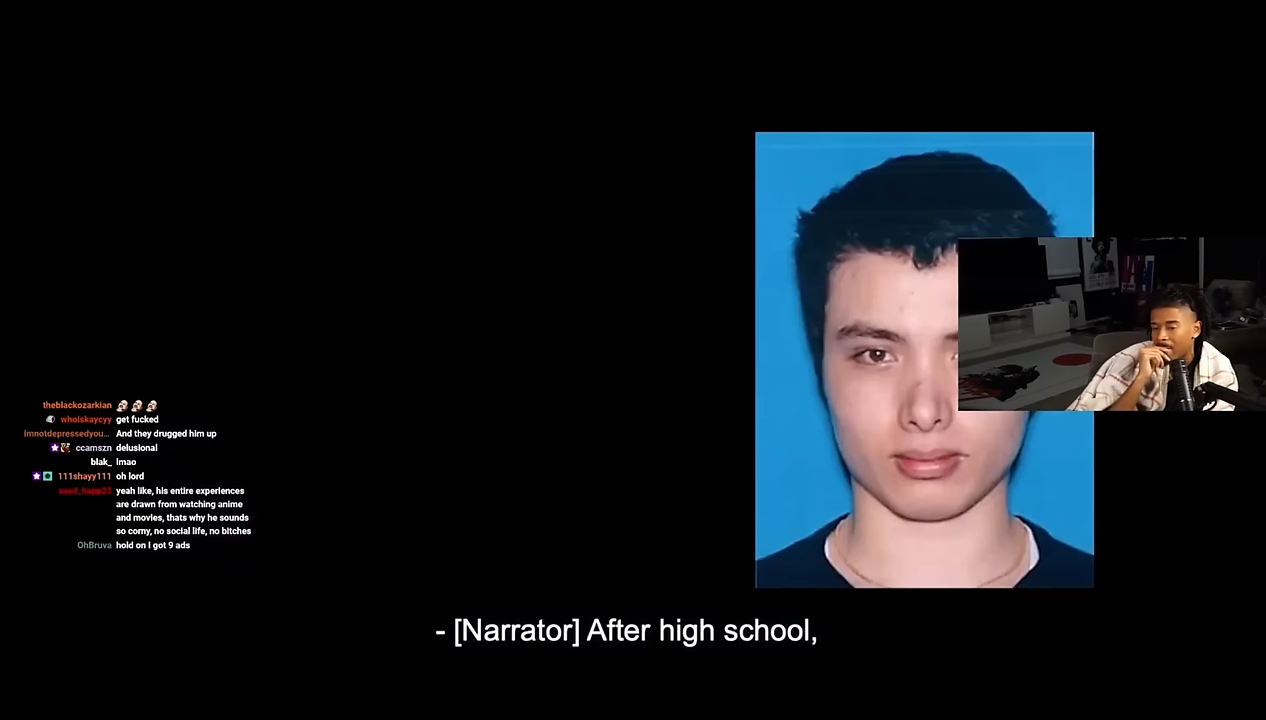 theblackozarkian
whoiskaycyy get fucked
imnotdepressedyou... And they drugged him up
ccamszn delusional
blak_ lmao
111shayy111 oh lord
yeah like, his entire experiences
are drawn from watching anime
and movies, thats why he sounds
so corny, no social life, no bitches
OhBruva hold on I got 9 ads
- [Narrator] After high school,